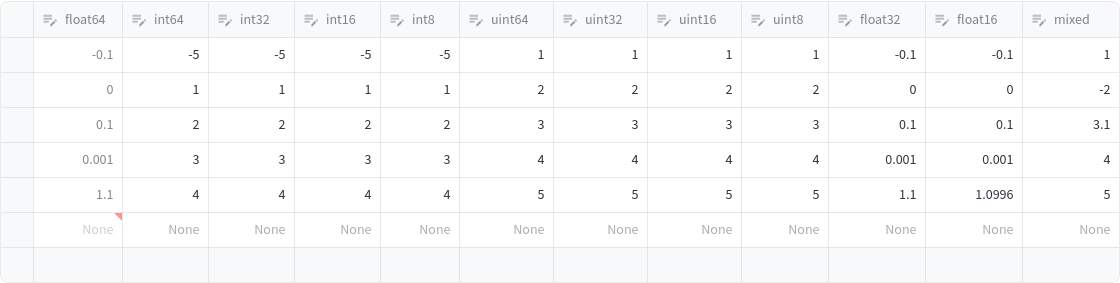 float64 int64 int32 int16 int8 uint64 uint32 uint16 uint8 float32 float16 mixed
-0.1 -5 -5 -5 -5 1 1 1 1 -0.1 -0.1 1
0 1 1 1 1 2 2 2 2 0 0 -2
0.1 2 2 2 2 3 3 3 3 0.1 0.1 3.1
0.001 3 3 3 3 4 4 4 4 0.001 0.001 4
1.1 4 4 4 4 5 5 5 5 1.1 1.0996 5
None None None None None None None None None None None None